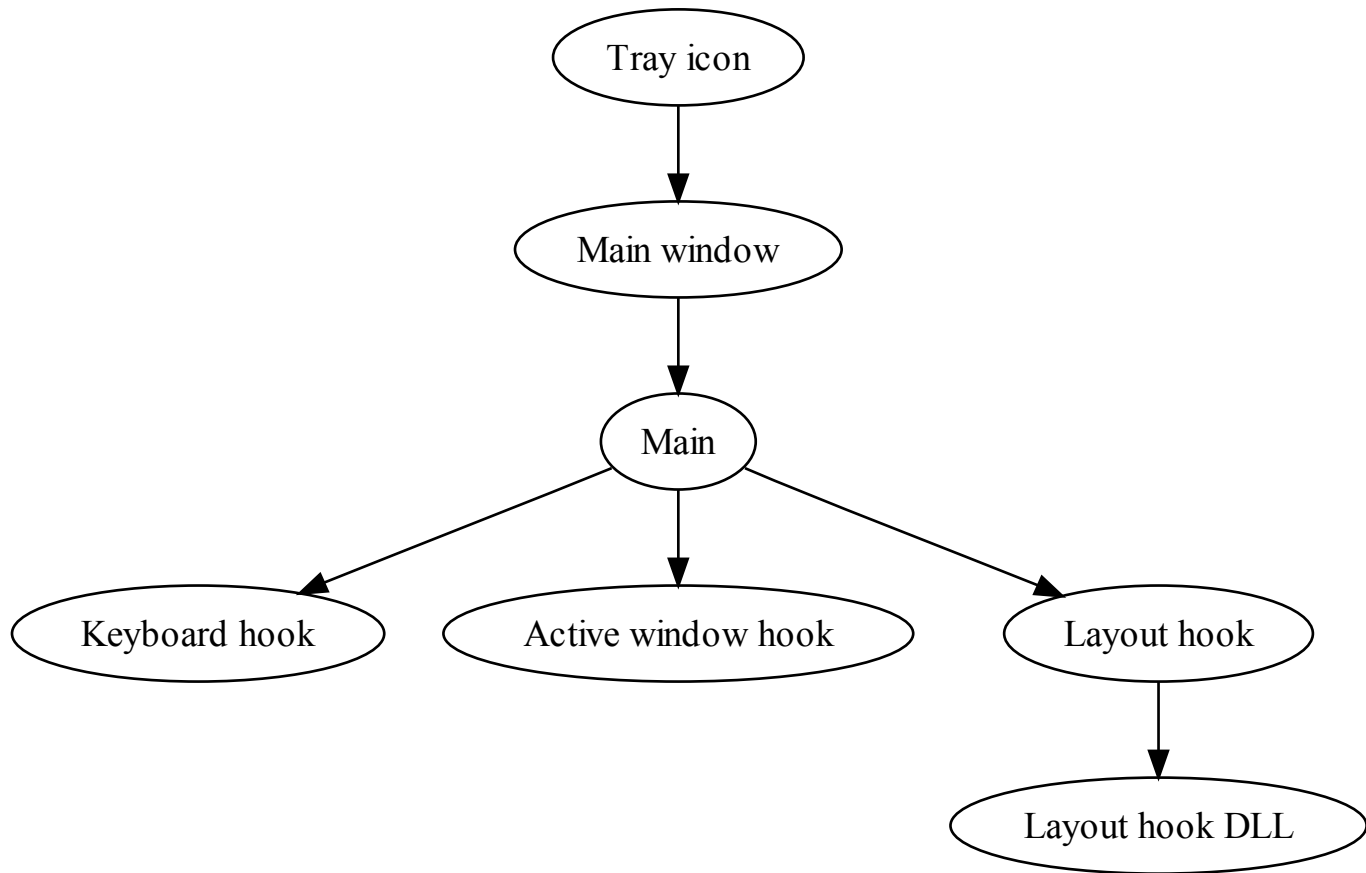 Tray icon
Main window
Main
Keyboard hook
Active window hook
Layout hook
Layout hook DLL